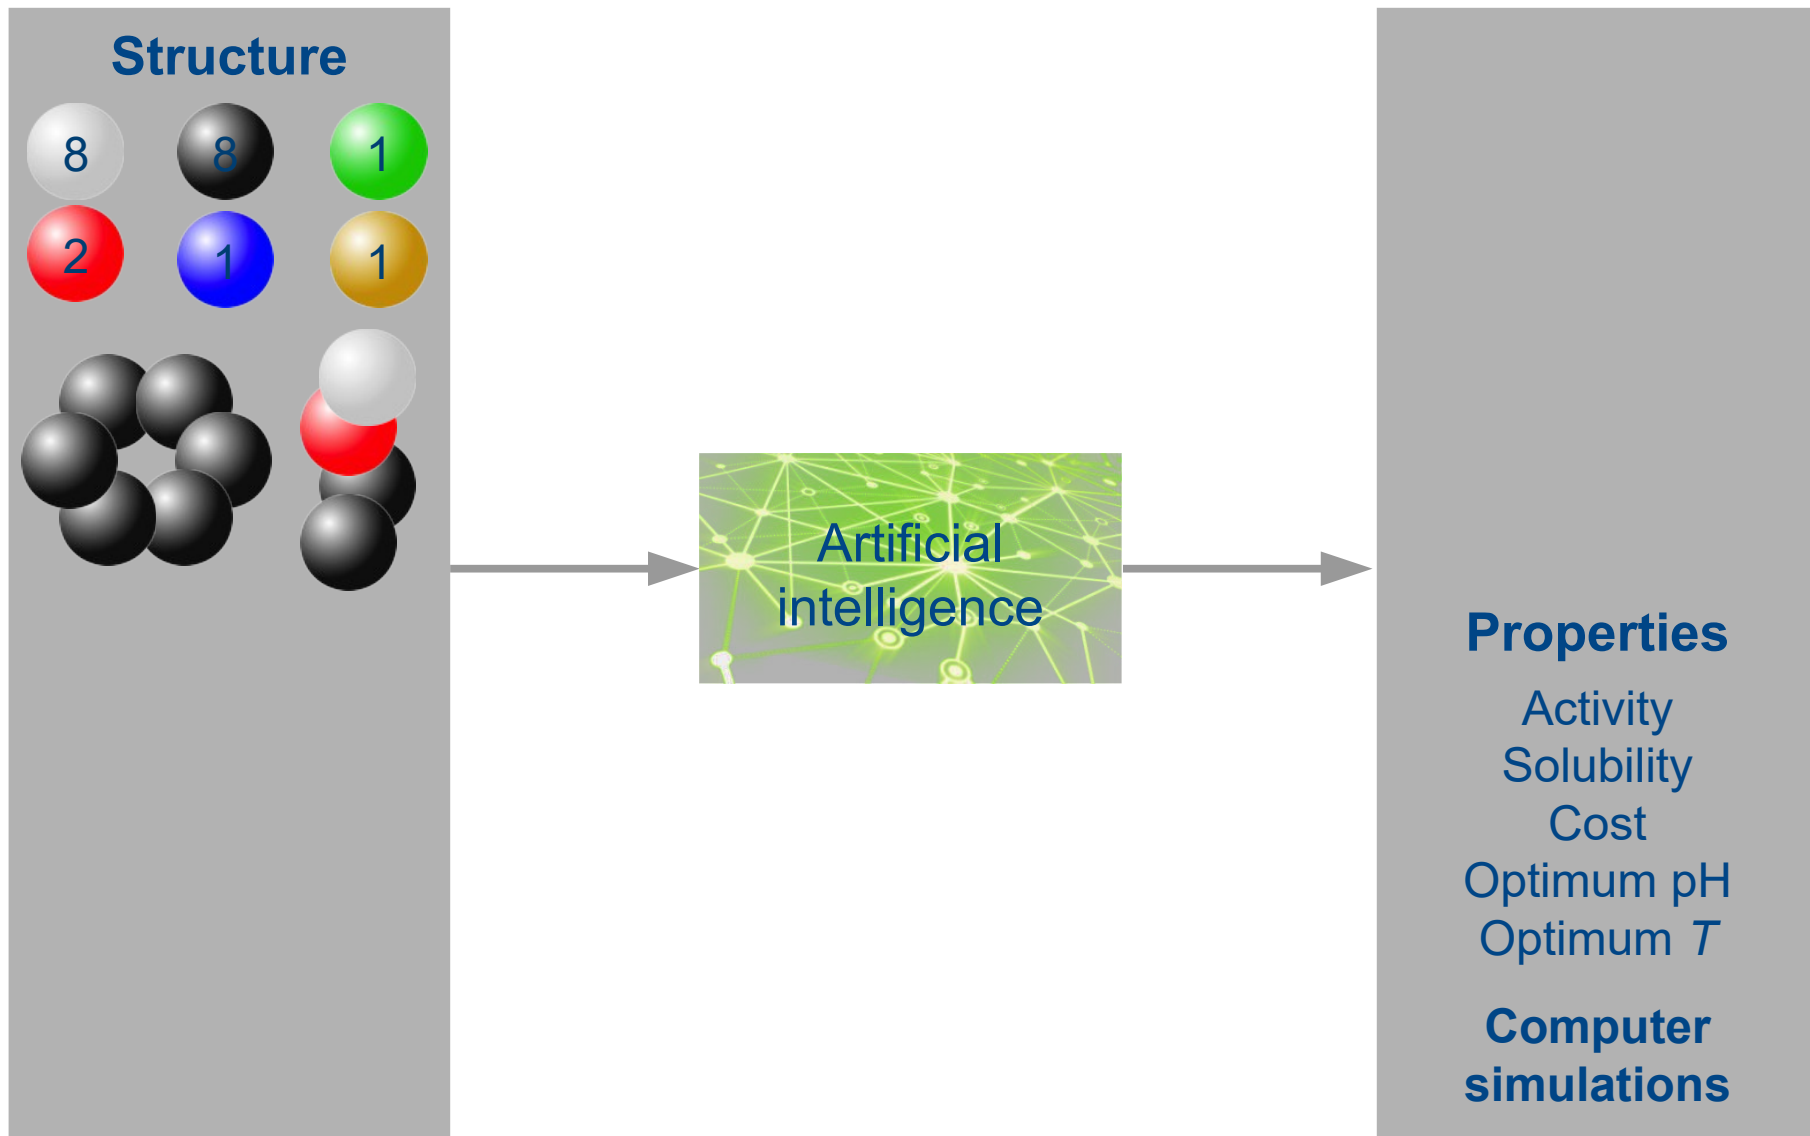 Structure
8 8 1
2 1 1
Artificial
intelligence
Properties
Activity
Solubility
Cost
Optimum pH
Optimum T
Computer
simulations